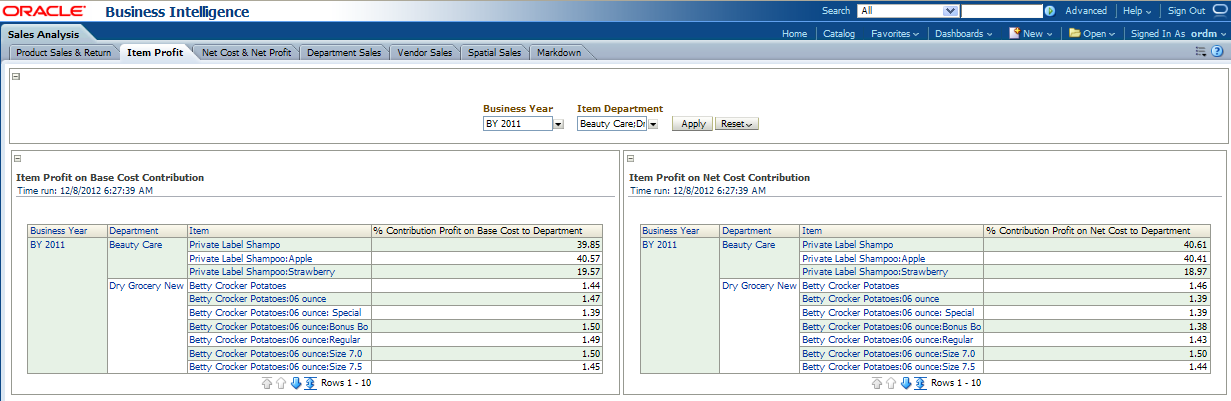 ORACLE Business Intelligence Search All Advanced Help Sign Out
Sales Analysis Home Catalog Favorites Dashboards New Open Signed In As ordm
Product Sales & Return Item Profit Net Cost & Net Profit Department Sales Vendor Sales Spatial Sales Markdown
Business Year Item Department
BY 2011 Beauty Care;Dr Apply Reset
Item Profit on Base Cost Contribution
Time run: 12/8/2012 6:27:39 AM
Business Year Department Item % Contribution Profit on Base Cost to Department
BY 2011 Beauty Care Private Label Shampo 39.85
Private Label Shampoo:Apple 40.57
Private Label Shampoo:Strawberry 19.57
Dry Grocery New Betty Crocker Potatoes 1.44
Betty Crocker Potatoes:06 ounce 1.47
Betty Crocker Potatoes:06 ounce: Special 1.39
Betty Crocker Potatoes:06 ounce:Bonus Bo 1.50
Betty Crocker Potatoes:06 ounce:Regular 1.49
Betty Crocker Potatoes:06 ounce:Size 7.0 1.50
Betty Crocker Potatoes:06 ounce:Size 7.5 1.45
Rows 1 - 10
Item Profit on Net Cost Contribution
Time run: 12/8/2012 6:27:39 AM
Business Year Department Item % Contribution Profit on Net Cost to Department
BY 2011 Beauty Care Private Label Shampo 40.61
Private Label Shampoo:Apple 40.41
Private Label Shampoo:Strawberry 18.97
Dry Grocery New Betty Crocker Potatoes 1.46
Betty Crocker Potatoes:06 ounce 1.39
Betty Crocker Potatoes:06 ounce: Special 1.39
Betty Crocker Potatoes:06 ounce:Bonus Bo 1.38
Betty Crocker Potatoes:06 ounce:Regular 1.43
Betty Crocker Potatoes:06 ounce:Size 7.0 1.50
Betty Crocker Potatoes:06 ounce:Size 7.5 1.44
Rows 1 - 10